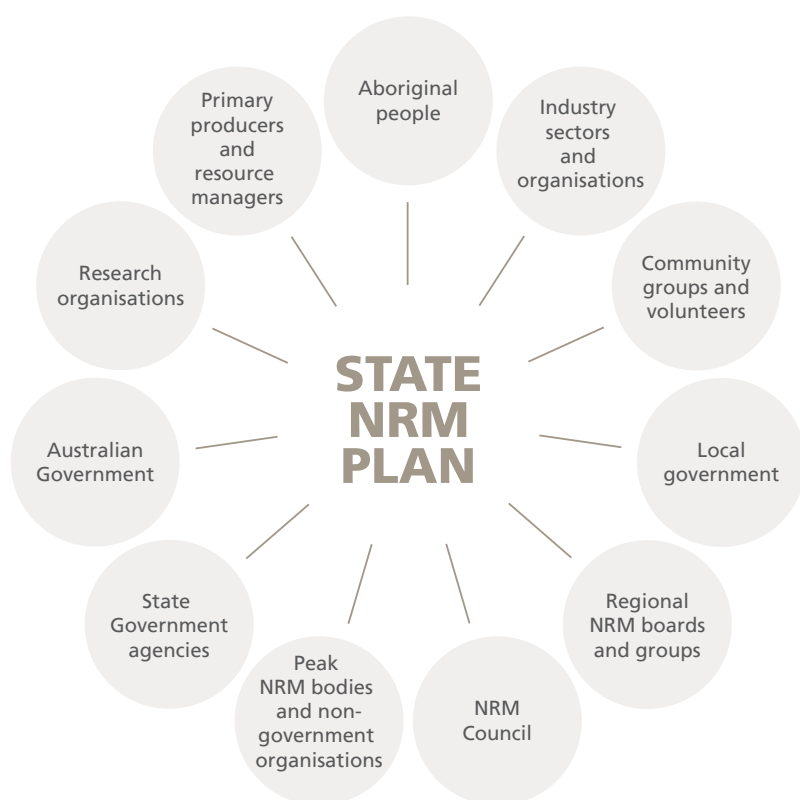 Aboriginal
people
Industry
sectors
and
organisations
Community
groups and
volunteers
Local
government
Regional
NRM boards
and groups
NRM
Council
Peak
NRM bodies
and non-
government
organisations
State
Government
agencies
Australian
Government
Research
organisations
Primary
producers
and
resource
managers
STATE
NRM
PLAN